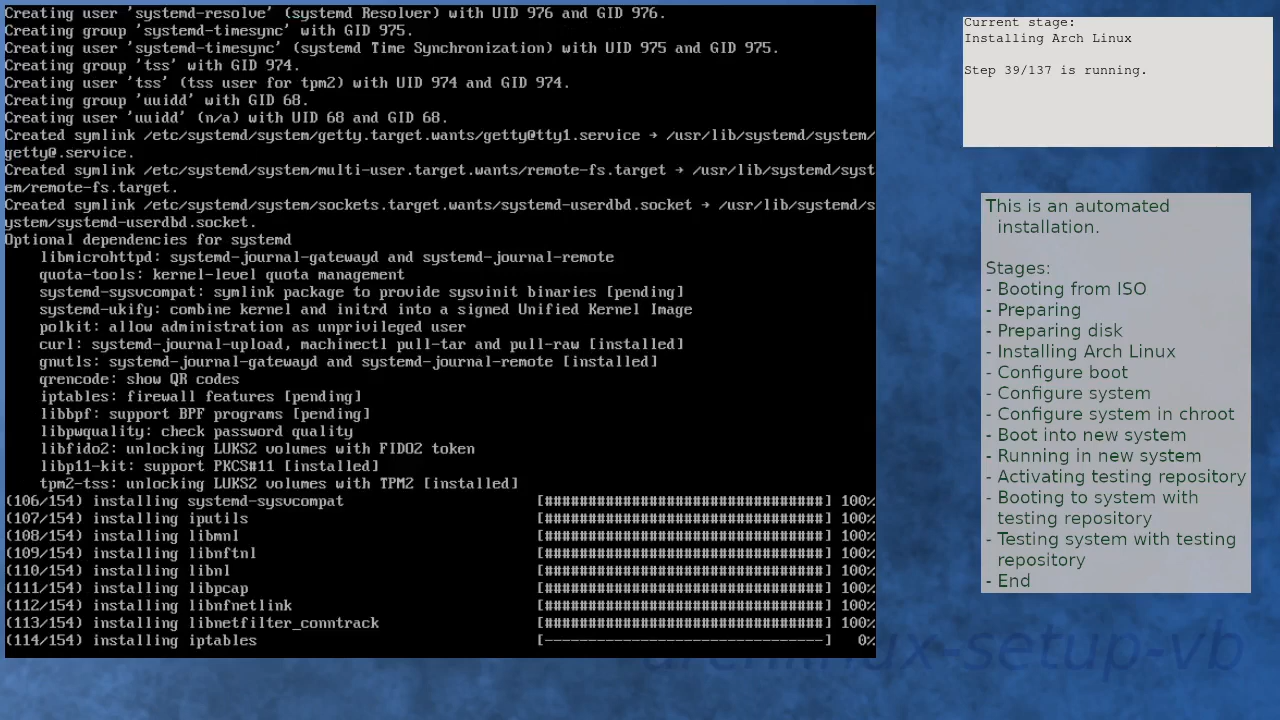 Creating user 'systemd-resolve' (systemd Resolver) with UID 976 and GID 976.
Creating group 'systemd-timesync' with GID 975.
Creating user 'systemd-timesync' (systemd Time Synchronization) with UID 975 and GID 975.
Creating group 'tss' with GID 974.
Creating user 'tss' (tss user for tpm2) with UID 974 and GID 974.
Creating group 'uuidd' with GID 68.
Creating user 'uuidd' (n/a) with UID 68 and GID 68.
Created symlink /etc/systemd/system/getty.target.wants/getty@tty1.service → /usr/lib/systemd/system/
getty@.service.
Created symlink /etc/systemd/system/multi-user.target.wants/remote-fs.target → /usr/lib/systemd/syst
em/remote-fs.target.
Created symlink /etc/systemd/system/sockets.target.wants/systemd-userdbd.socket → /usr/lib/systemd/s
ystem/systemd-userdbd.socket.
Optional dependencies for systemd
libmicrohttpd: systemd-journal-gatewayd and systemd-journal-remote
quota-tools: kernel-level quota management
systemd-sysvcompat: symlink package to provide sysvinit binaries [pending]
systemd-ukify: combine kernel and initrd into a signed Unified Kernel Image
polkit: allow administration as unprivileged user
curl: systemd-journal-upload, machinectl pull-tar and pull-raw [installed]
gnutls: systemd-journal-gatewayd and systemd-journal-remote [installed]
qrencode: show QR codes
iptables: firewall features [pending]
libbpf: support BPF programs [pending]
libpwquality: check password quality
libfido2: unlocking LUKS2 volumes with FIDO2 token
libp11-kit: support PKCS#11 [installed]
tpm2-tss: unlocking LUKS2 volumes with TPM2 [installed]
(106/154) installing systemd-sysvcompat [################################] 100%
(107/154) installing iputils [################################] 100%
(108/154) installing libmnl [################################] 100%
(109/154) installing libnftnl [################################] 100%
(110/154) installing libnl [################################] 100%
(111/154) installing libpcap [################################] 100%
(112/154) installing libnfnetlink [################################] 100%
(113/154) installing libnetfilter_conntrack [################################] 100%
(114/154) installing iptables [--------------------------------] 0%
Current stage:
Installing Arch Linux
Step 39/137 is running.
This is an automated
installation.
Stages:
- Booting from ISO
- Preparing
- Preparing disk
- Installing Arch Linux
- Configure boot
- Configure system
- Configure system in chroot
- Boot into new system
- Running in new system
- Activating testing repository
- Booting to system with
testing repository
- Testing system with testing
repository
- End
archlinux-setup-vb